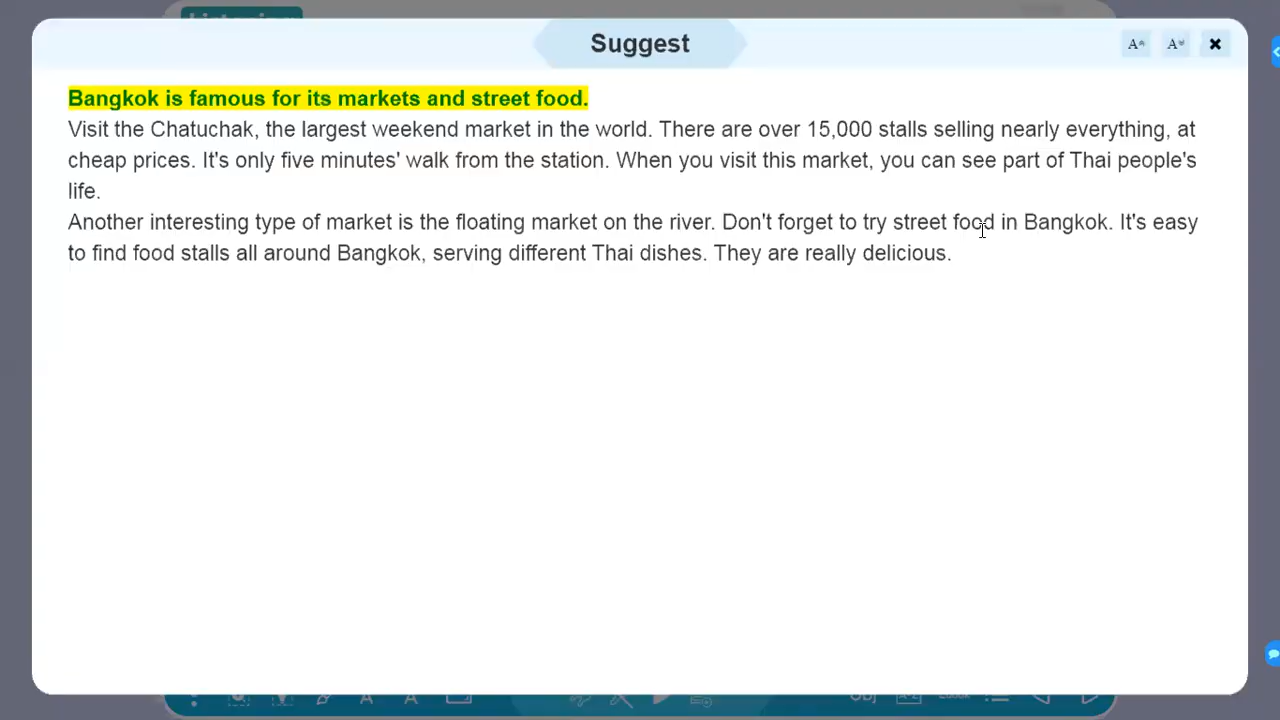 Suggest
Bangkok is famous for its markets and street food.
Visit the Chatuchak, the largest weekend market in the world. There are over 15,000 stalls selling nearly everything, at
cheap prices. It's only five minutes' walk from the station. When you visit this market, you can see part of Thai people's
life.
Another interesting type of market is the floating market on the river. Don't forget to try street food in Bangkok. It's easy
to find food stalls all around Bangkok, serving different Thai dishes. They are really delicious.